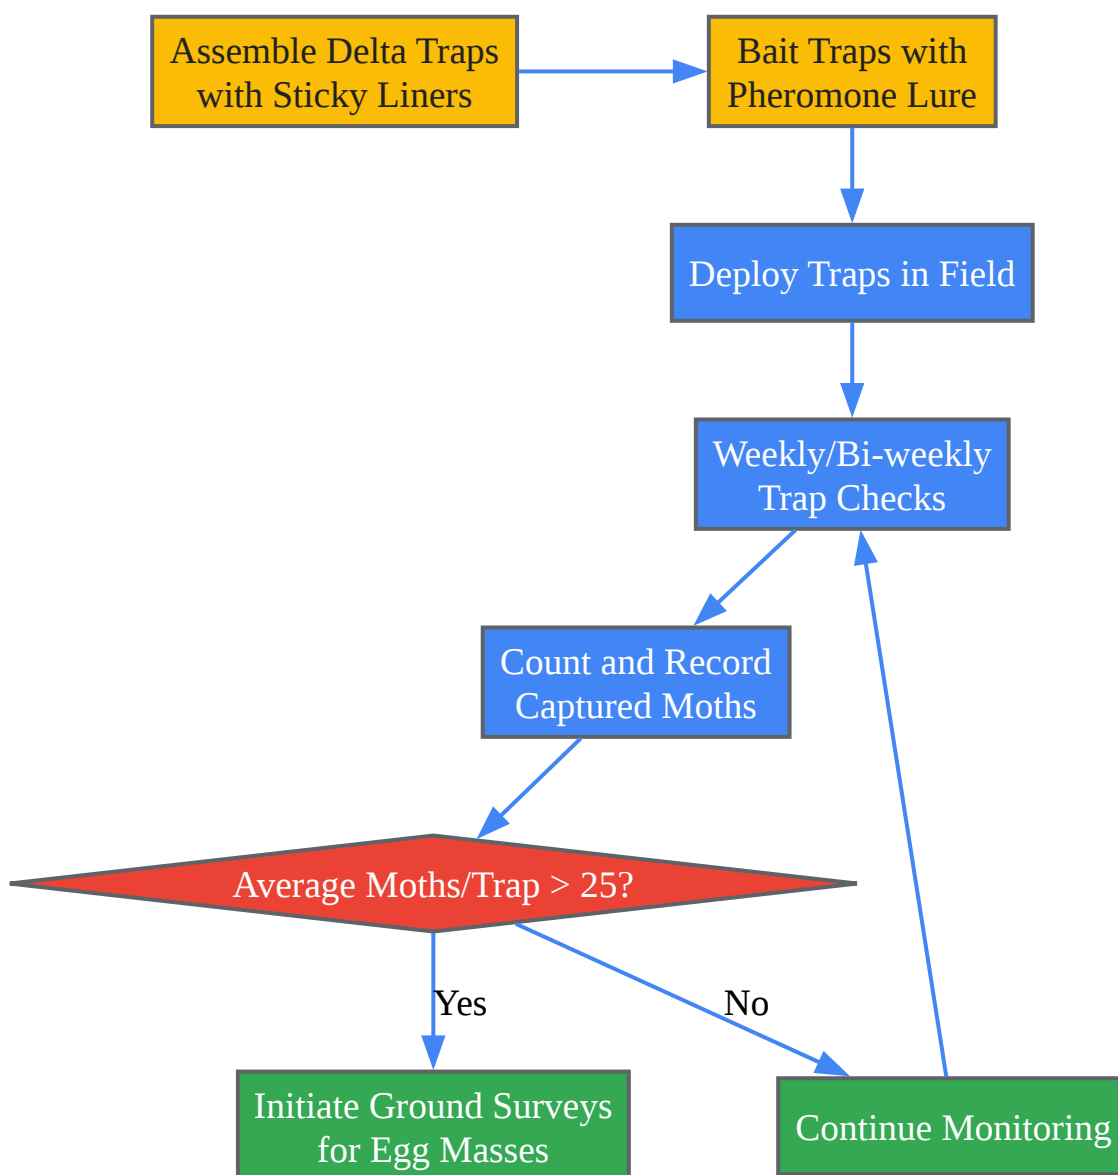 Assemble Delta Traps
with Sticky Liners
Bait Traps with
Pheromone Lure
Deploy Traps in Field
Weekly/Bi-weekly
Trap Checks
Count and Record
Captured Moths
Average Moths/Trap > 25?
Yes
No
Initiate Ground Surveys
for Egg Masses
Continue Monitoring